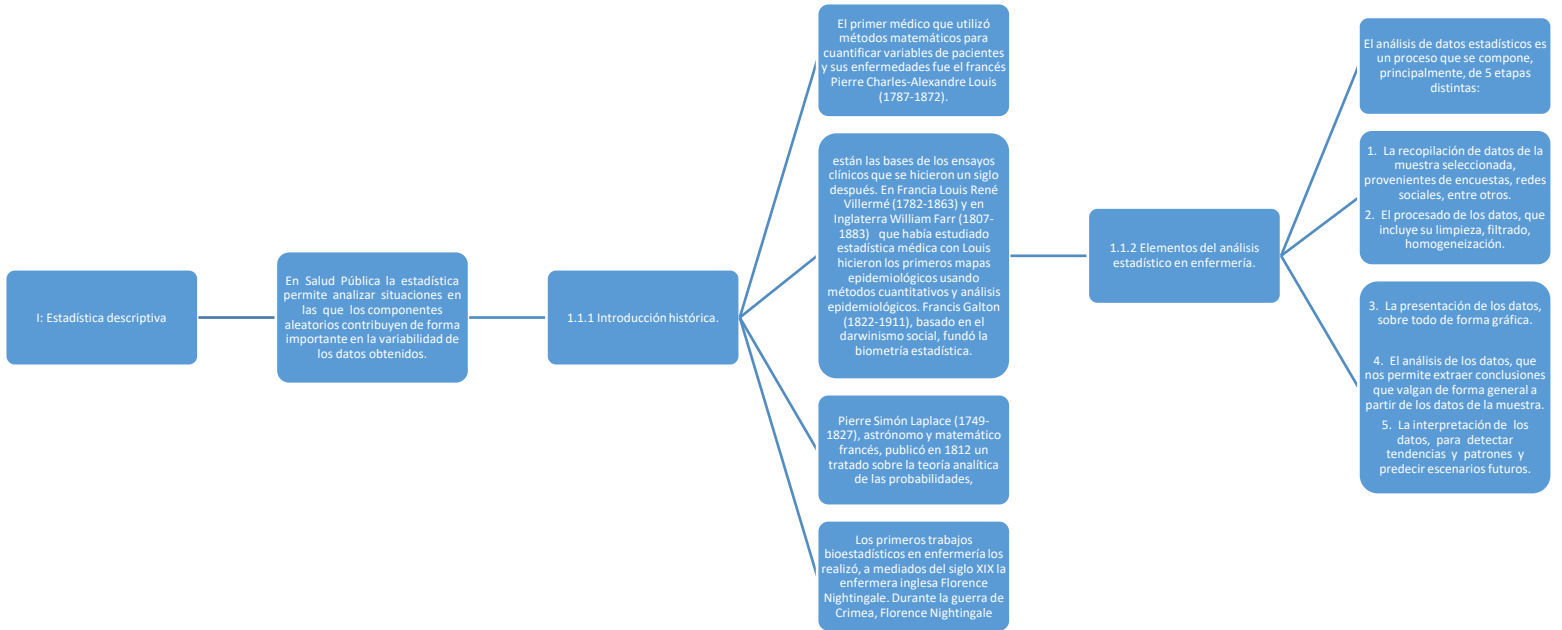 I: Estadística descriptiva
En Salud Pública la estadística
permite analizar situaciones en
las que los componentes
aleatorios contribuyen de forma
importante en la variabilidad de
los datos obtenidos.
1.1.1 Introducción histórica.
El primer médico que utilizó
métodos matemáticos para
cuantificar variables de pacientes
y sus enfermedades fue el francés
Pierre Charles-Alexandre Louis
(1787-1872).
están las bases de los ensayos
clínicos que se hicieron un siglo
después. En Francia Louis René
Villermé (1782-1863) y en
Inglaterra William Farr (1807-
1883) que había estudiado
estadística médica con Louis
hicieron los primeros mapas
epidemiológicos usando
métodos cuantitativos y análisis
epidemiológicos. Francis Galton
(1822-1911), basado en el
darwinismo social, fundó la
biometría estadística.
Pierre Simón Laplace (1749-
1827), astrónomo y matemático
francés, publicó en 1812 un
tratado sobre la teoría analítica
de las probabilidades,
Los primeros trabajos
bioestadísticos en enfermería los
realizó, a mediados del siglo XIX la
enfermera inglesa Florence
Nightingale. Durante la guerra de
Crimea, Florence Nightingale
1.1.2 Elementos del análisis
estadístico en enfermería.
El análisis de datos estadísticos es
un proceso que se compone,
principalmente, de 5 etapas
distintas:
1. La recopilación de datos de la
muestra seleccionada,
provenientes de encuestas, redes
sociales, entre otros.
2. El procesado de los datos, que
incluye su limpieza, filtrado,
homogeneización.
3. La presentación de los datos,
sobre todo de forma gráfica.
4. El análisis de los datos, que
nos permite extraer conclusiones
que valgan de forma general a
partir de los datos de la muestra.
5. La interpretación de los
datos, para detectar
tendencias y patrones y
predecir escenarios futuros.